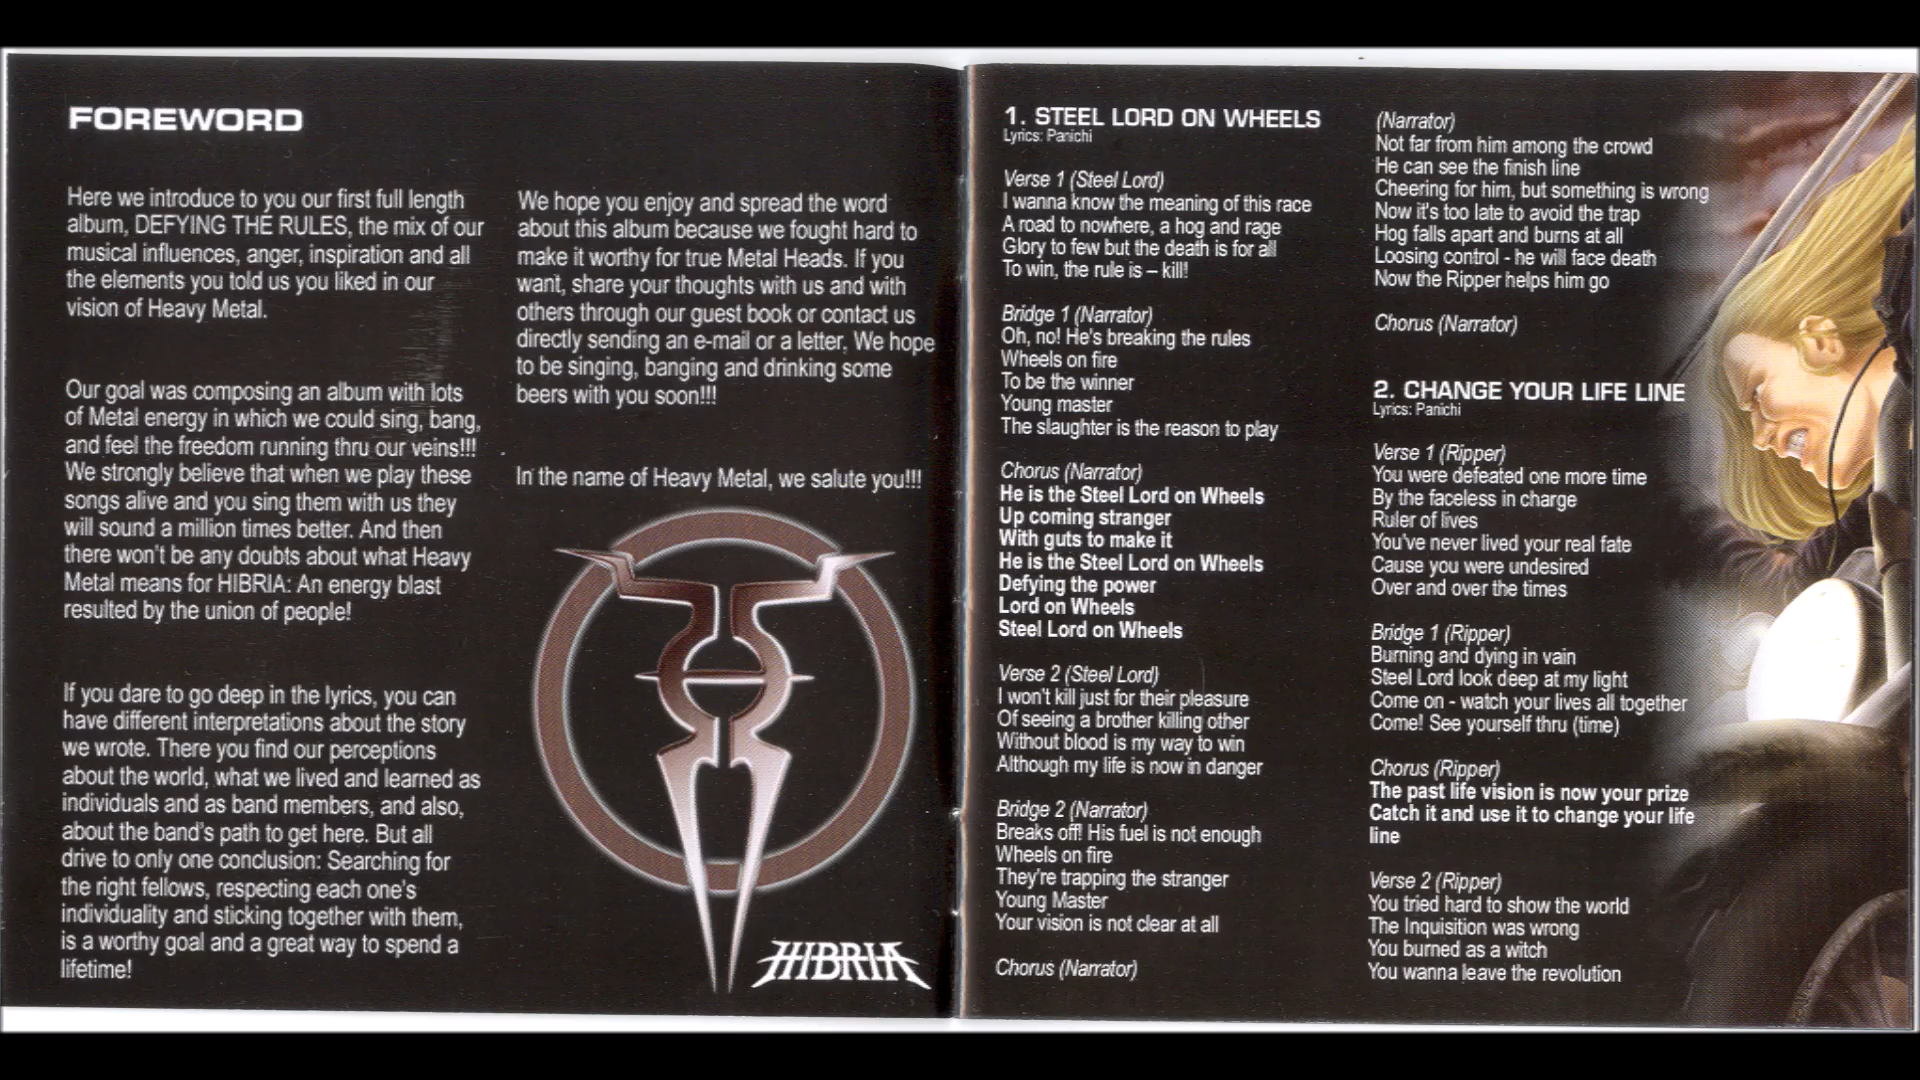 FOREWORD
Here we introduce to you our first full length
album, DEFYING THE RULES, the mix of our
musical influences, anger, inspiration and all
the elements you told us you liked in our
vision of Heavy Metal.
Our goal was composing an album with lots
of Metal energy in which we could sing, bang,
and feel the freedom running thru our veins!!!
We strongly believe that when we play these
songs alive and you sing them with us they
will sound a million times better. And then
there won't be any doubts about what Heavy
Metal means for HIBRIA: An energy blast
resulted by the union of people!
If you dare to go deep in the lyrics, you can
have different interpretations about the story
we wrote. There you find our perceptions
about the world, what we lived and learned as
individuals and as band members, and also,
about the band's path to get here. But all
drive to only one conclusion: Searching for
the right fellows, respecting each one's
individuality and sticking together with them,
is a worthy goal and a great way to spend a
lifetime!
We hope you enjoy and spread the word
about this album because we fought hard to
make it worthy for true Metal Heads. If you
want, share your thoughts with us and with
others through our guest book or contact us
directly sending an e-mail or a letter. We hope
to be singing, banging and drinking some
beers with you soon!!!
In the name of Heavy Metal, we salute you!!!
HIBRIA
1. STEEL LORD ON WHEELS
Lyrics: Panichi
Verse 1 (Steel Lord)
I wanna know the meaning of this race
A road to nowhere, a hog and rage
Glory to few but the death is for all
To win, the rule is – kill!
Bridge 1 (Narrator)
Oh, no! He's breaking the rules
Wheels on fire
To be the winner
Young master
The slaughter is the reason to play
Chorus (Narrator)
He is the Steel Lord on Wheels
Up coming stranger
With guts to make it
He is the Steel Lord on Wheels
Defying the power
Lord on Wheels
Steel Lord on Wheels
Verse 2 (Steel Lord)
I won't kill just for their pleasure
Of seeing a brother killing other
Without blood is my way to win
Although my life is now in danger
Bridge 2 (Narrator)
Breaks off! His fuel is not enough
Wheels on fire
They're trapping the stranger
Young Master
Your vision is not clear at all
Chorus (Narrator)
(Narrator)
Not far from him among the crowd
He can see the finish line
Cheering for him, but something is wrong
Now it's too late to avoid the trap
Hog falls apart and burns at all
Loosing control - he will face death
Now the Ripper helps him go
Chorus (Narrator)
2. CHANGE YOUR LIFE LINE
Lyrics: Panichi
Verse 1 (Ripper)
You were defeated one more time
By the faceless in charge
Ruler of lives
You've never lived your real fate
Cause you were undesired
Over and over the times
Bridge 1 (Ripper)
Burning and dying in vain
Steel Lord look deep at my light
Come on - watch your lives all together
Come! See yourself thru (time)
Chorus (Ripper)
The past life vision is now your prize
Catch it and use it to change your life
line
Verse 2 (Ripper)
You tried hard to show the world
The Inquisition was wrong
You burned as a witch
You wanna leave the revolution